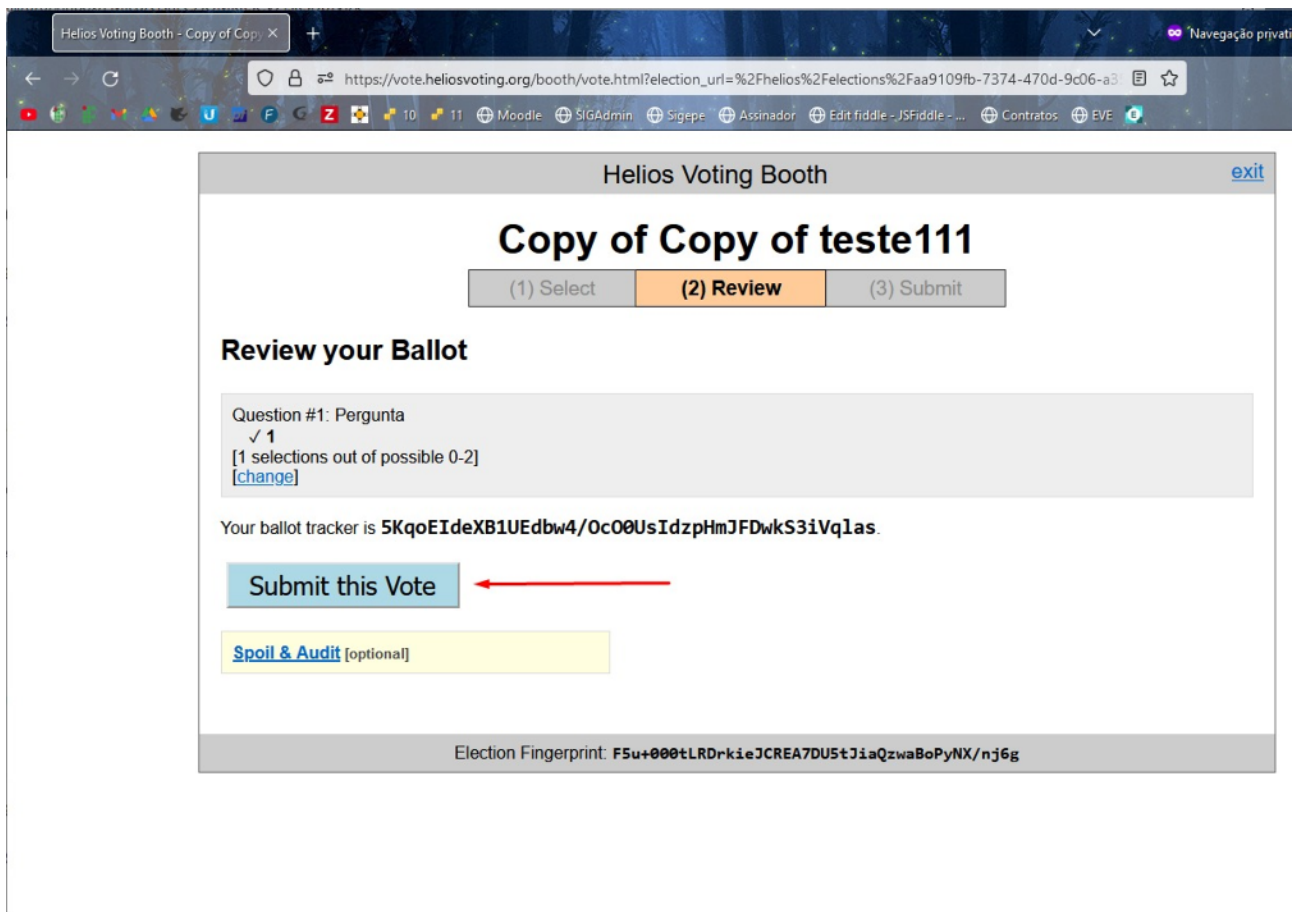 Helios Voting Booth - Copy of Copy
Navegação privati
https://vote.heliosvoting.org/booth/vote.html?election_url=%2Fhelios%2Felections%2Faa9109fb-7374-470d-9c06-a3
10 11 Moodle SIGAdmin Sigepe Assinador Edit fiddle - JSFiddle - ... Contratos EVE
Helios Voting Booth exit
Copy of Copy of teste111
(1) Select (2) Review (3) Submit
Review your Ballot
Question #1: Pergunta
✓ 1
[1 selections out of possible 0-2]
[change]
Your ballot tracker is 5KqoEIdeXB1UEdbw4/OcO0UsIdzpHmJFDwkS3iVqlas.
Submit this Vote
Spoil & Audit [optional]
Election Fingerprint: F5u+000tLRDrkieJCREA7DU5tJiaQzwaBoPyNX/nj6g